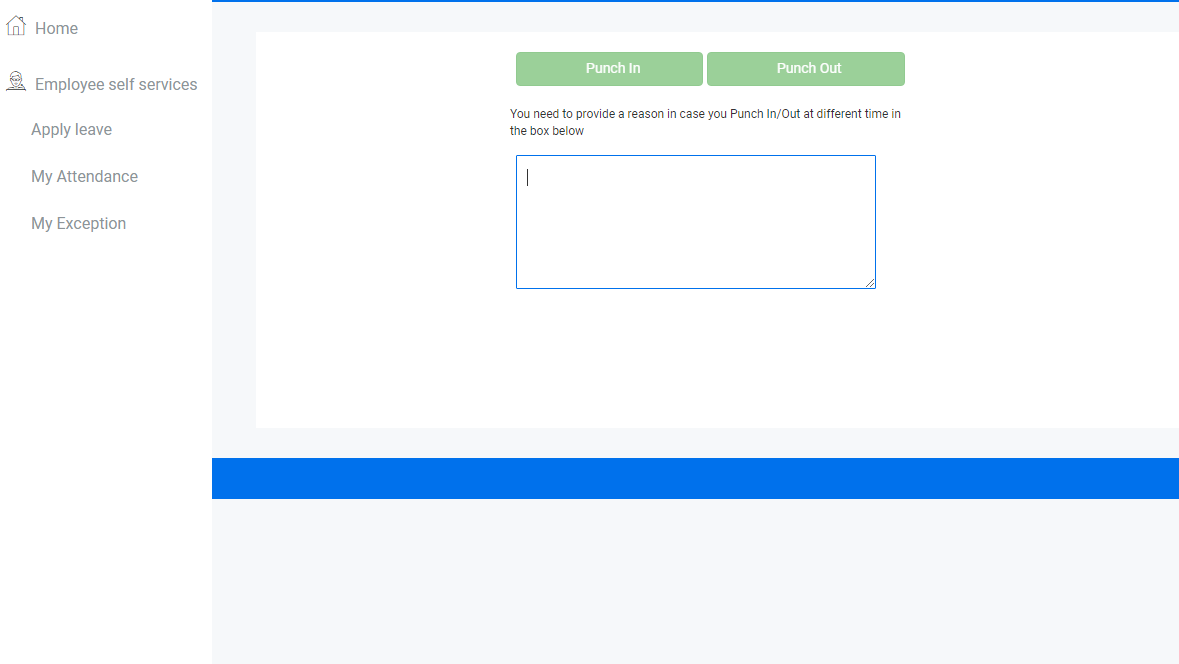 Home
Employee self services
Apply leave
My Attendance
My Exception
Punch In
Punch Out
You need to provide a reason in case you Punch In/Out at different time in
the box below